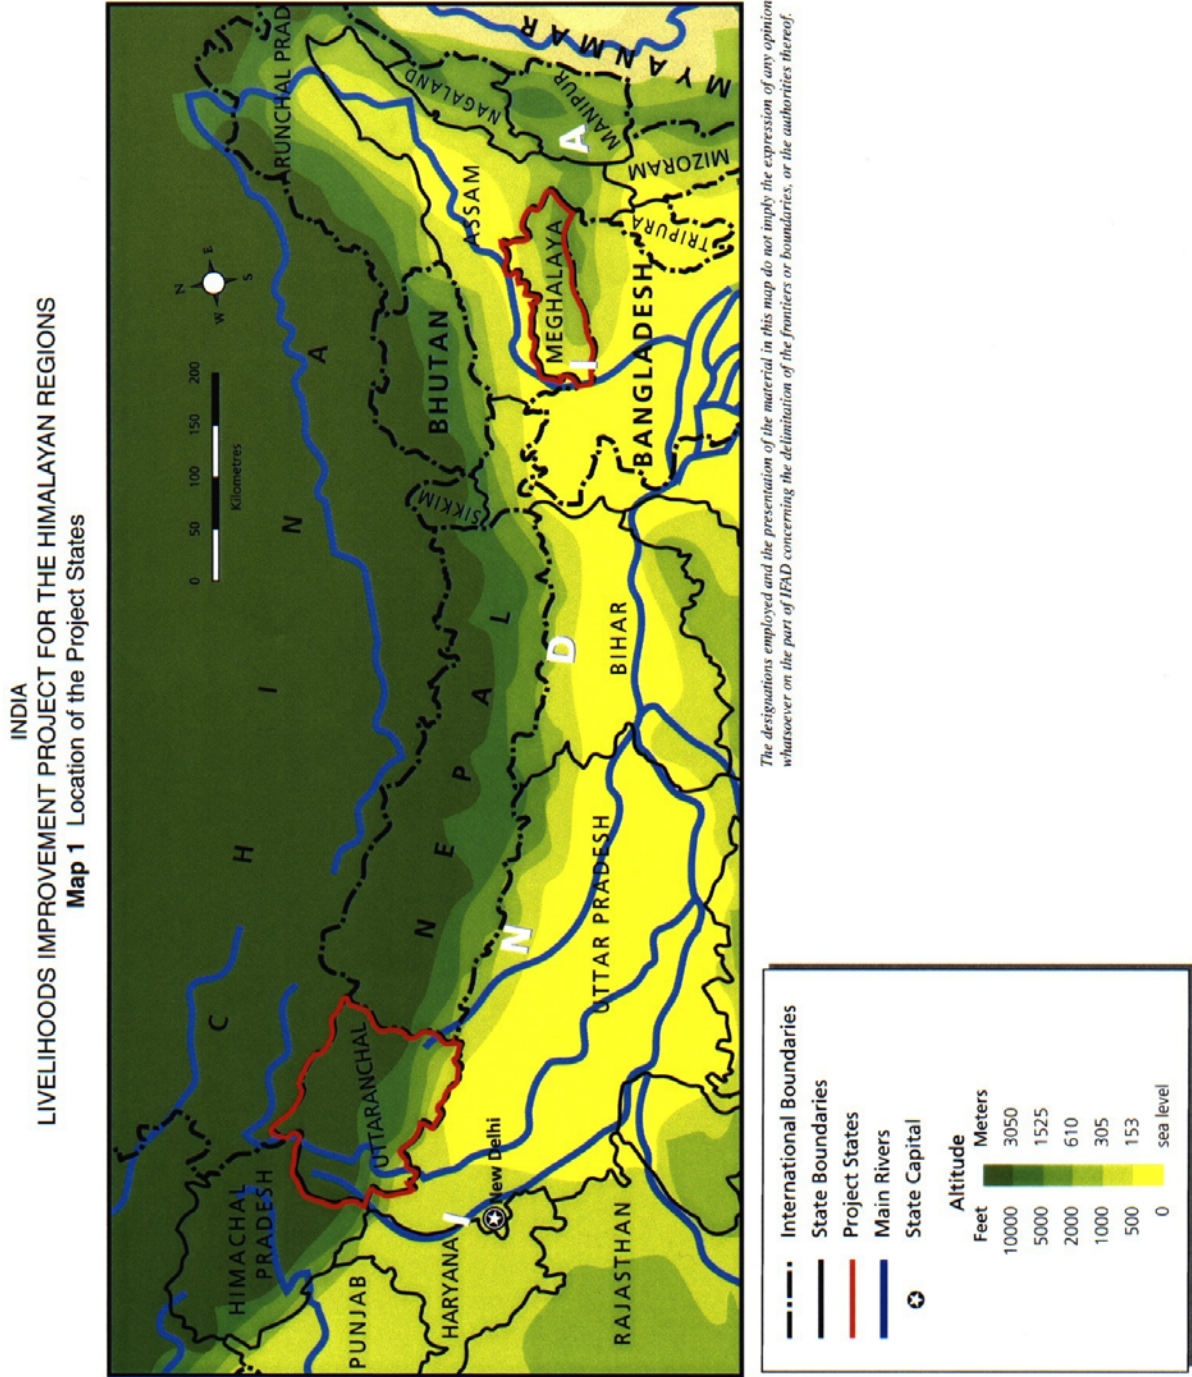 INDIA
LIVELIHOODS IMPROVEMENT PROJECT FOR THE HIMALAYAN REGIONS
Map 1 Location of the Project States
HIMACHAL
PRADESH
PUNJAB
HARYANA
RAJASTHAN
New Delhi
UTTARANCHAL
UTTAR PRADESH
CHINA
NEPAL
INDIA
BIHAR
SIKKIM
BHUTAN
BANGLADESH
MEGHALAYA
ASSAM
ARUNCHAL PRAD
NAGALAND
MANIPUR
MIZORAM
TRIPURA
MYANMAR
0 50 100 150 200
Kilometres
N
W E
S
International Boundaries
State Boundaries
Project States
Main Rivers
State Capital
Altitude
Feet Meters
10000 3050
5000 1525
2000 610
1000 305
500 153
0 sea level
The designations employed and the presentation of the material in this map do not imply the expression of any opinion
whatsoever on the part of IFAD concerning the delimitation of the frontiers or boundaries, or the authorities thereof.